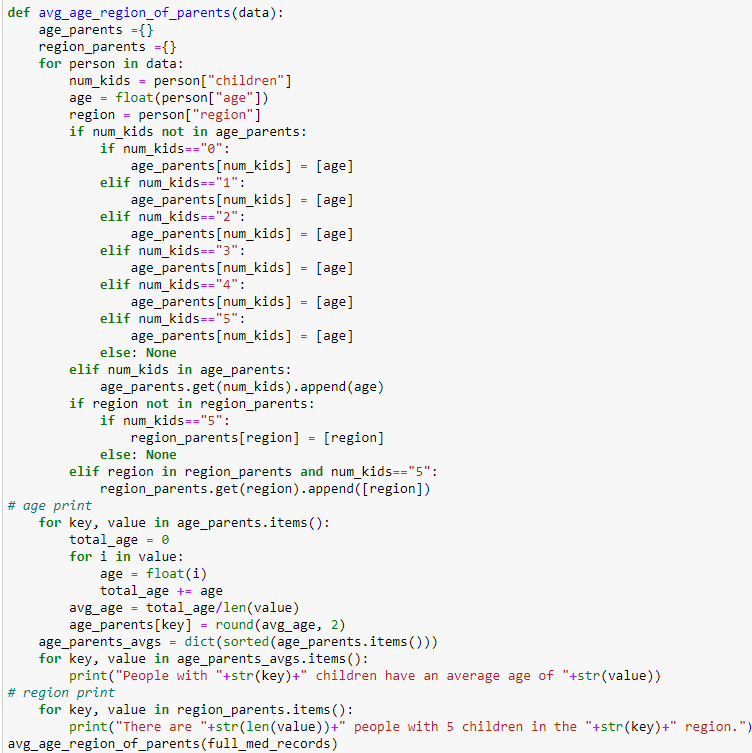 def avg_age_region_of_parents(data):
    age_parents ={}
    region_parents ={}
    for person in data:
        num_kids = person["children"]
        age = float(person["age"])
        region = person["region"]
        if num_kids not in age_parents:
            if num_kids=="0":
                age_parents[num_kids] = [age]
            elif num_kids=="1":
                age_parents[num_kids] = [age]
            elif num_kids=="2":
                age_parents[num_kids] = [age]
            elif num_kids=="3":
                age_parents[num_kids] = [age]
            elif num_kids=="4":
                age_parents[num_kids] = [age]
            elif num_kids=="5":
                age_parents[num_kids] = [age]
            else: None
        elif num_kids in age_parents:
            age_parents.get(num_kids).append(age)
        if region not in region_parents:
            if num_kids=="5":
                region_parents[region] = [region]
            else: None
        elif region in region_parents and num_kids=="5":
            region_parents.get(region).append([region])
# age print
    for key, value in age_parents.items():
        total_age = 0
        for i in value:
            age = float(i)
            total_age += age
        avg_age = total_age/len(value)
        age_parents[key] = round(avg_age, 2)
    age_parents_avgs = dict(sorted(age_parents.items()))
    for key, value in age_parents_avgs.items():
        print("People with "+str(key)+" children have an average age of "+str(value))
# region print
    for key, value in region_parents.items():
        print("There are "+str(len(value))+" people with 5 children in the "+str(key)+" region.")
avg_age_region_of_parents(full_med_records)